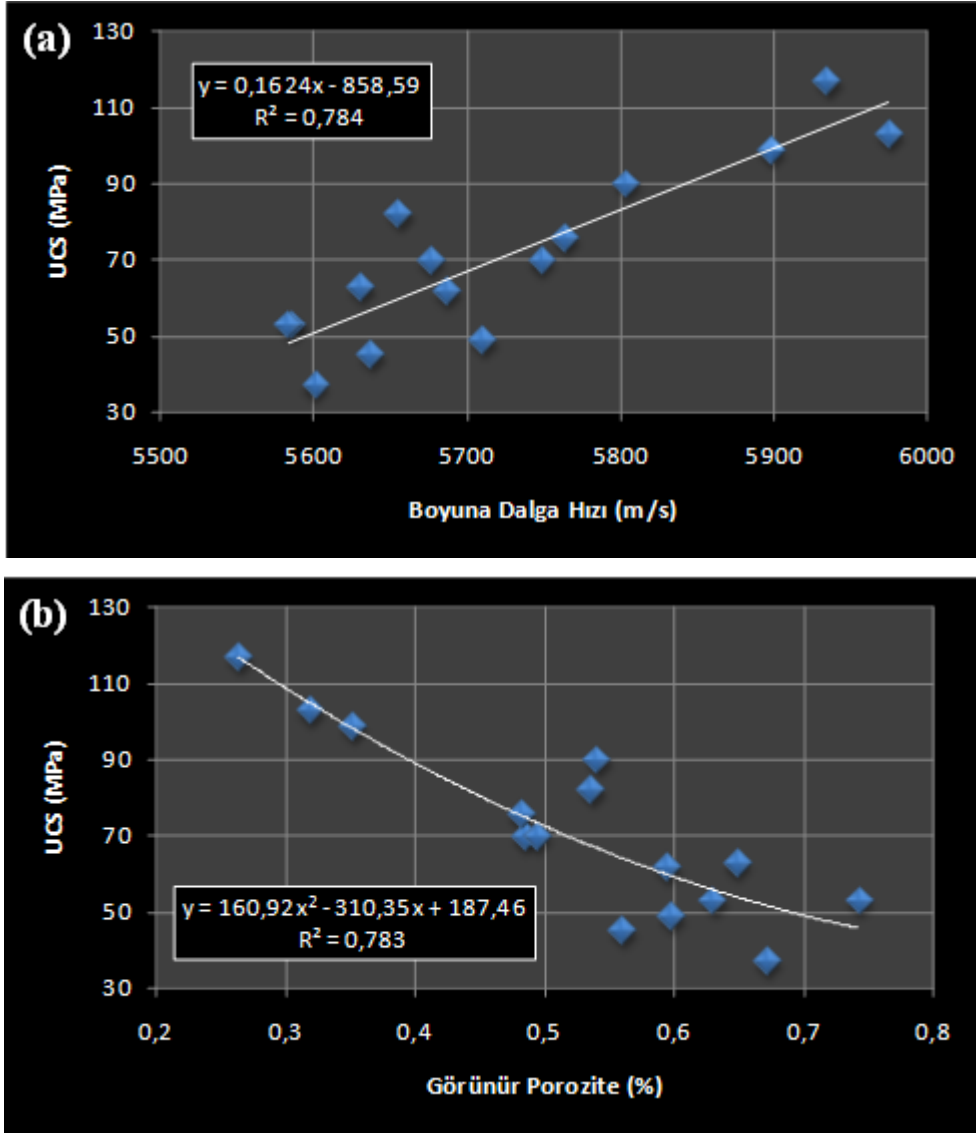 (a)
130
110
90
70
50
30
UCS (MPa)
y = 0,1624x - 858,59
R² = 0,784
5500 5600 5700 5800 5900 6000
Boyuna Dalga Hızı (m/s)
(b)
130
110
90
70
50
30
UCS (MPa)
y = 160,92x² - 310,35x + 187,46
R² = 0,783
0,2 0,3 0,4 0,5 0,6 0,7 0,8
Görünür Porozite (%)